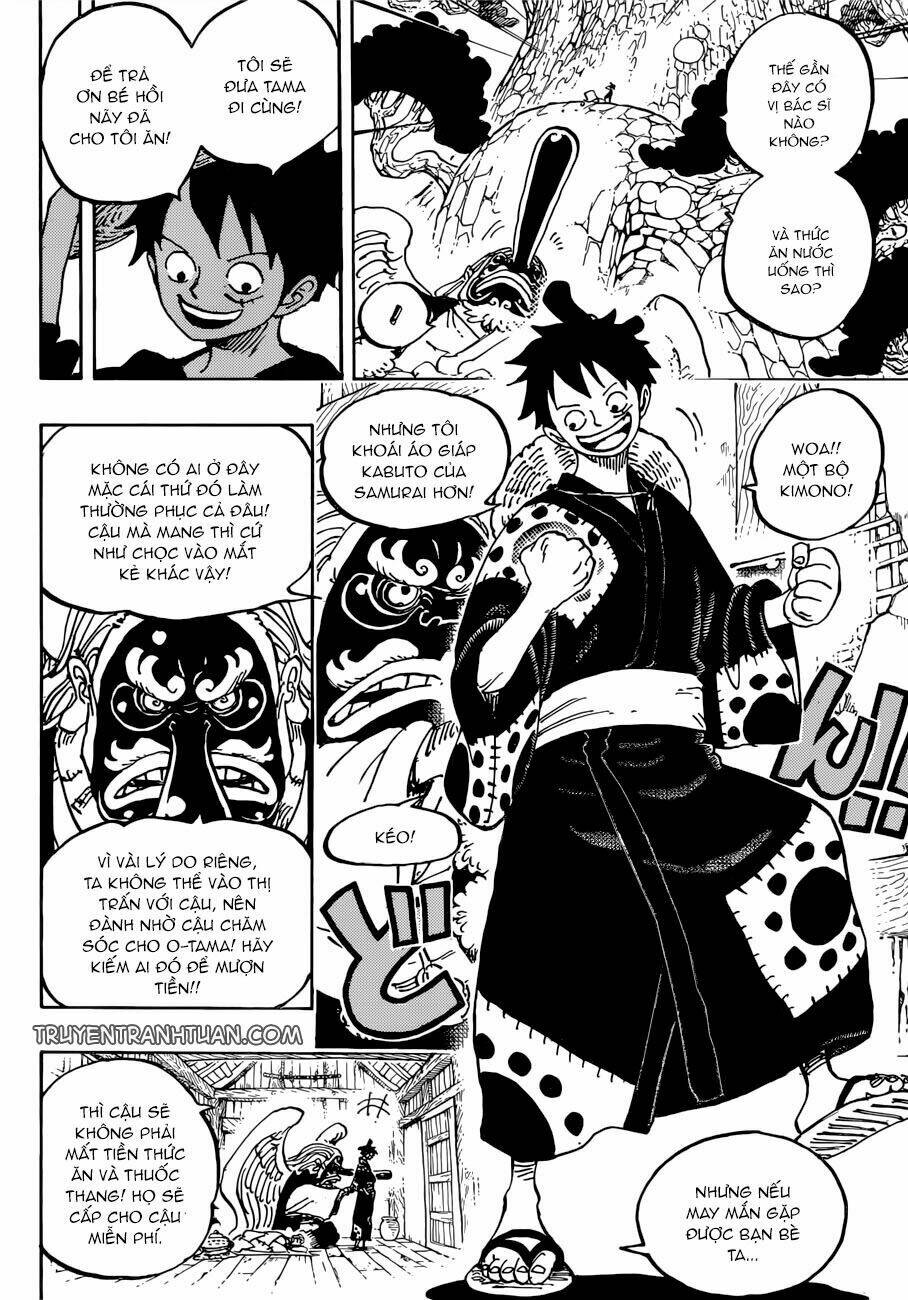 THẾ GẦN
ĐÂY CÓ
VỊ BÁC SĨ
NÀO
KHÔNG?
VÀ THỨC
ĂN NƯỚC
UỐNG THÌ
SAO?
TÔI SẼ
ĐƯA TAMA
ĐI CÙNG!
ĐỂ TRẢ
ƠN BÉ HỒI
NÃY ĐÃ
CHO TÔI ĂN!
WOA!!
MỘT BỘ
KIMONO!
NHƯNG TÔI
KHOÁI ÁO GIÁP
KABUTO CỦA
SAMURAI HƠN!
どん!!
KÉO!
KHÔNG CÓ AI Ở ĐÂY
MẶC CÁI THỨ ĐÓ LÀM
THƯỜNG PHỤC CẢ ĐÂU!
CẬU MÀ MANG THÌ CỨ
NHƯ CHỌC VÀO MẮT
KẺ KHÁC VẬY!
VÌ VÀI LÝ DO RIÊNG,
TA KHÔNG THỂ VÀO THỊ
TRẤN VỚI CẬU, NÊN
ĐÀNH NHỜ CẬU CHĂM
SÓC CHO O-TAMA! HÃY
KIẾM AI ĐÓ ĐỂ MƯỢN
TIỀN!!
TRUYENTRANHTUAN.COM
NHƯNG NẾU
MAY MẮN GẶP
ĐƯỢC BẠN BÈ
TA...
THÌ CẬU SẼ
KHÔNG PHẢI
MẤT TIỀN THỨC
ĂN VÀ THUỐC
THANG! HỌ SẼ
CẤP CHO CẬU
MIỄN PHÍ.